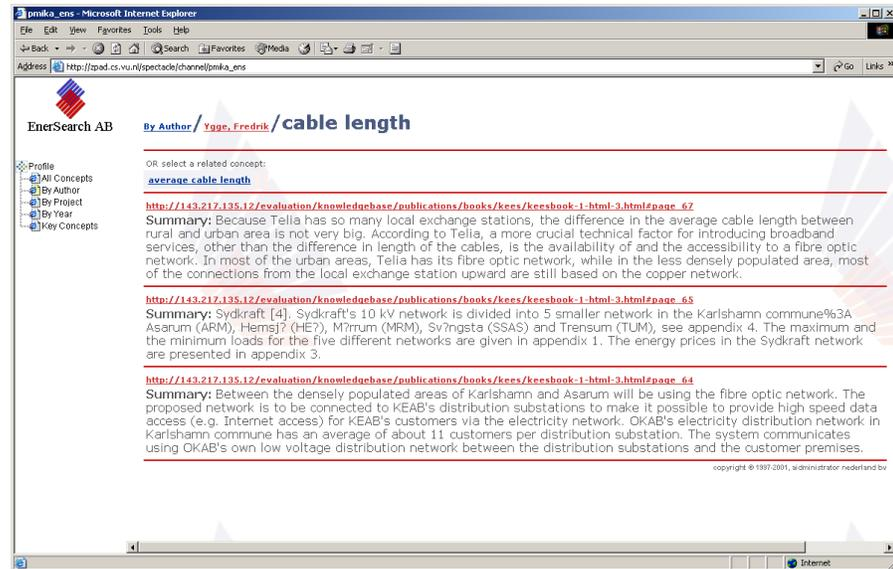 pmika_ens - Microsoft Internet Explorer
File Edit View Favorites Tools Help
Back Search Favorites Media
Address http://zpad.cs.vu.nl/spectacle/channel/pmika_ens Go Links »
EnerSearch AB
By Author / Ygge, Fredrik / cable length
Profile
All Concepts
By Author
By Project
By Year
Key Concepts
OR select a related concept:
average cable length
http://143.217.135.12/evaluation/knowledgebase/publications/books/kees/keesbook-1-html-3.html#page_67
Summary: Because Telia has so many local exchange stations, the difference in the average cable length between
rural and urban area is not very big. According to Telia, a more crucial technical factor for introducing broadband
services, other than the difference in length of the cables, is the availability of and the accessibility to a fibre optic
network. In most of the urban areas, Telia has its fibre optic network, while in the less densely populated area, most
of the connections from the local exchange station upward are still based on the copper network.
http://143.217.135.12/evaluation/knowledgebase/publications/books/kees/keesbook-1-html-3.html#page_65
Summary: Sydkraft [4]. Sydkraft's 10 kV network is divided into 5 smaller network in the Karlshamn commune%3A
Asarum (ARM), Hemsj? (HE?), M?rrum (MRM), Sv?ngsta (SSAS) and Trensum (TUM), see appendix 4. The maximum and
the minimum loads for the five different networks are given in appendix 1. The energy prices in the Sydkraft network
are presented in appendix 3.
http://143.217.135.12/evaluation/knowledgebase/publications/books/kees/keesbook-1-html-3.html#page_64
Summary: Between the densely populated areas of Karlshamn and Asarum will be using the fibre optic network. The
proposed network is to be connected to KEAB's distribution substations to make it possible to provide high speed data
access (e.g. Internet access) for KEAB's customers via the electricity network. OKAB's electricity distribution network in
Karlshamn commune has an average of about 11 customers per distribution substation. The system communicates
using OKAB's own low voltage distribution network between the distribution substations and the customer premises.
copyright © 1997-2001, aidministrator nederland bv
Internet